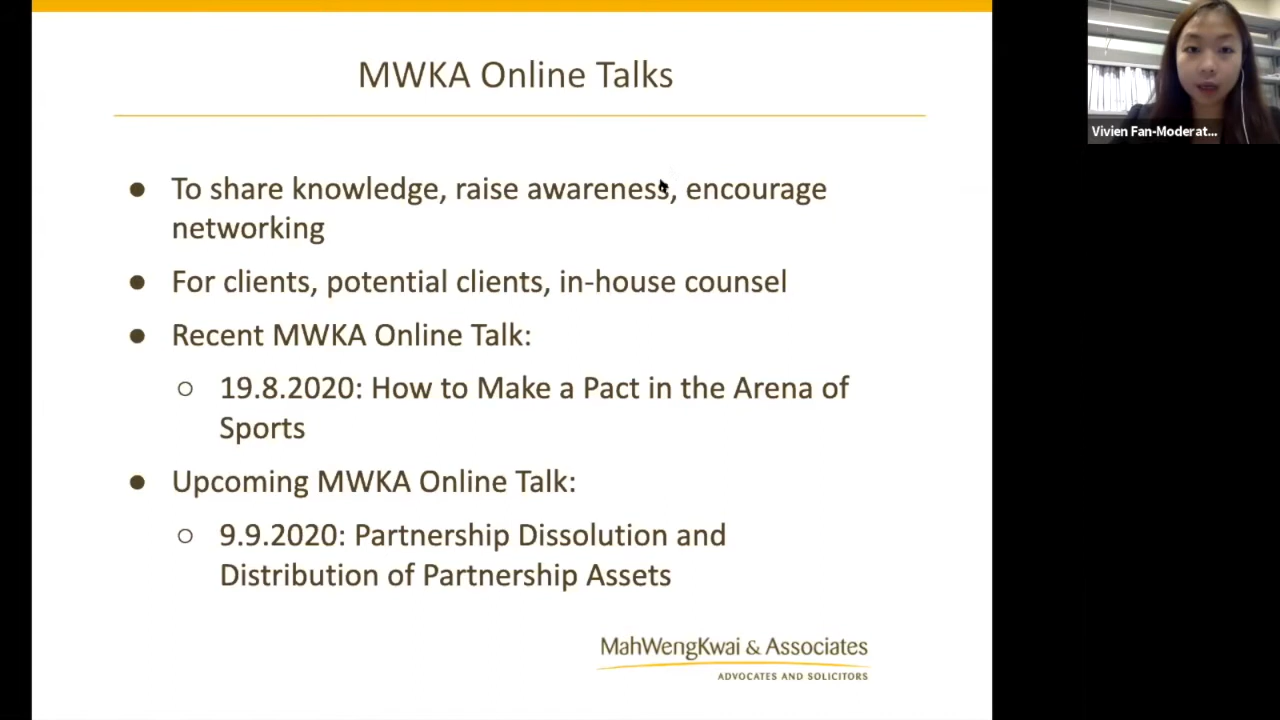 MWKA Online Talks
● To share knowledge, raise awareness, encourage
networking
● For clients, potential clients, in-house counsel
● Recent MWKA Online Talk:
○ 19.8.2020: How to Make a Pact in the Arena of
Sports
● Upcoming MWKA Online Talk:
○ 9.9.2020: Partnership Dissolution and
Distribution of Partnership Assets
MahWengKwai & Associates
ADVOCATES AND SOLICITORS
Vivien Fan-Moderat...